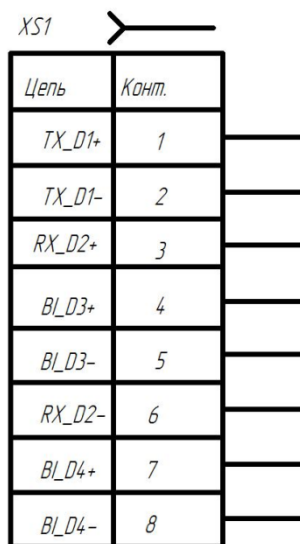 XS1
Цепь Конт.
TX_D1+ 1
TX_D1- 2
RX_D2+ 3
BI_D3+ 4
BI_D3- 5
RX_D2- 6
BI_D4+ 7
BI_D4- 8